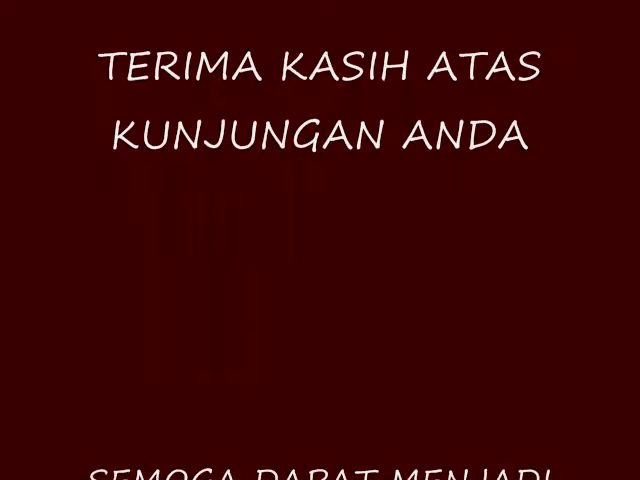 TERIMA KASIH ATAS
KUNJUNGAN ANDA
SEMOGA DAPAT MENJADI